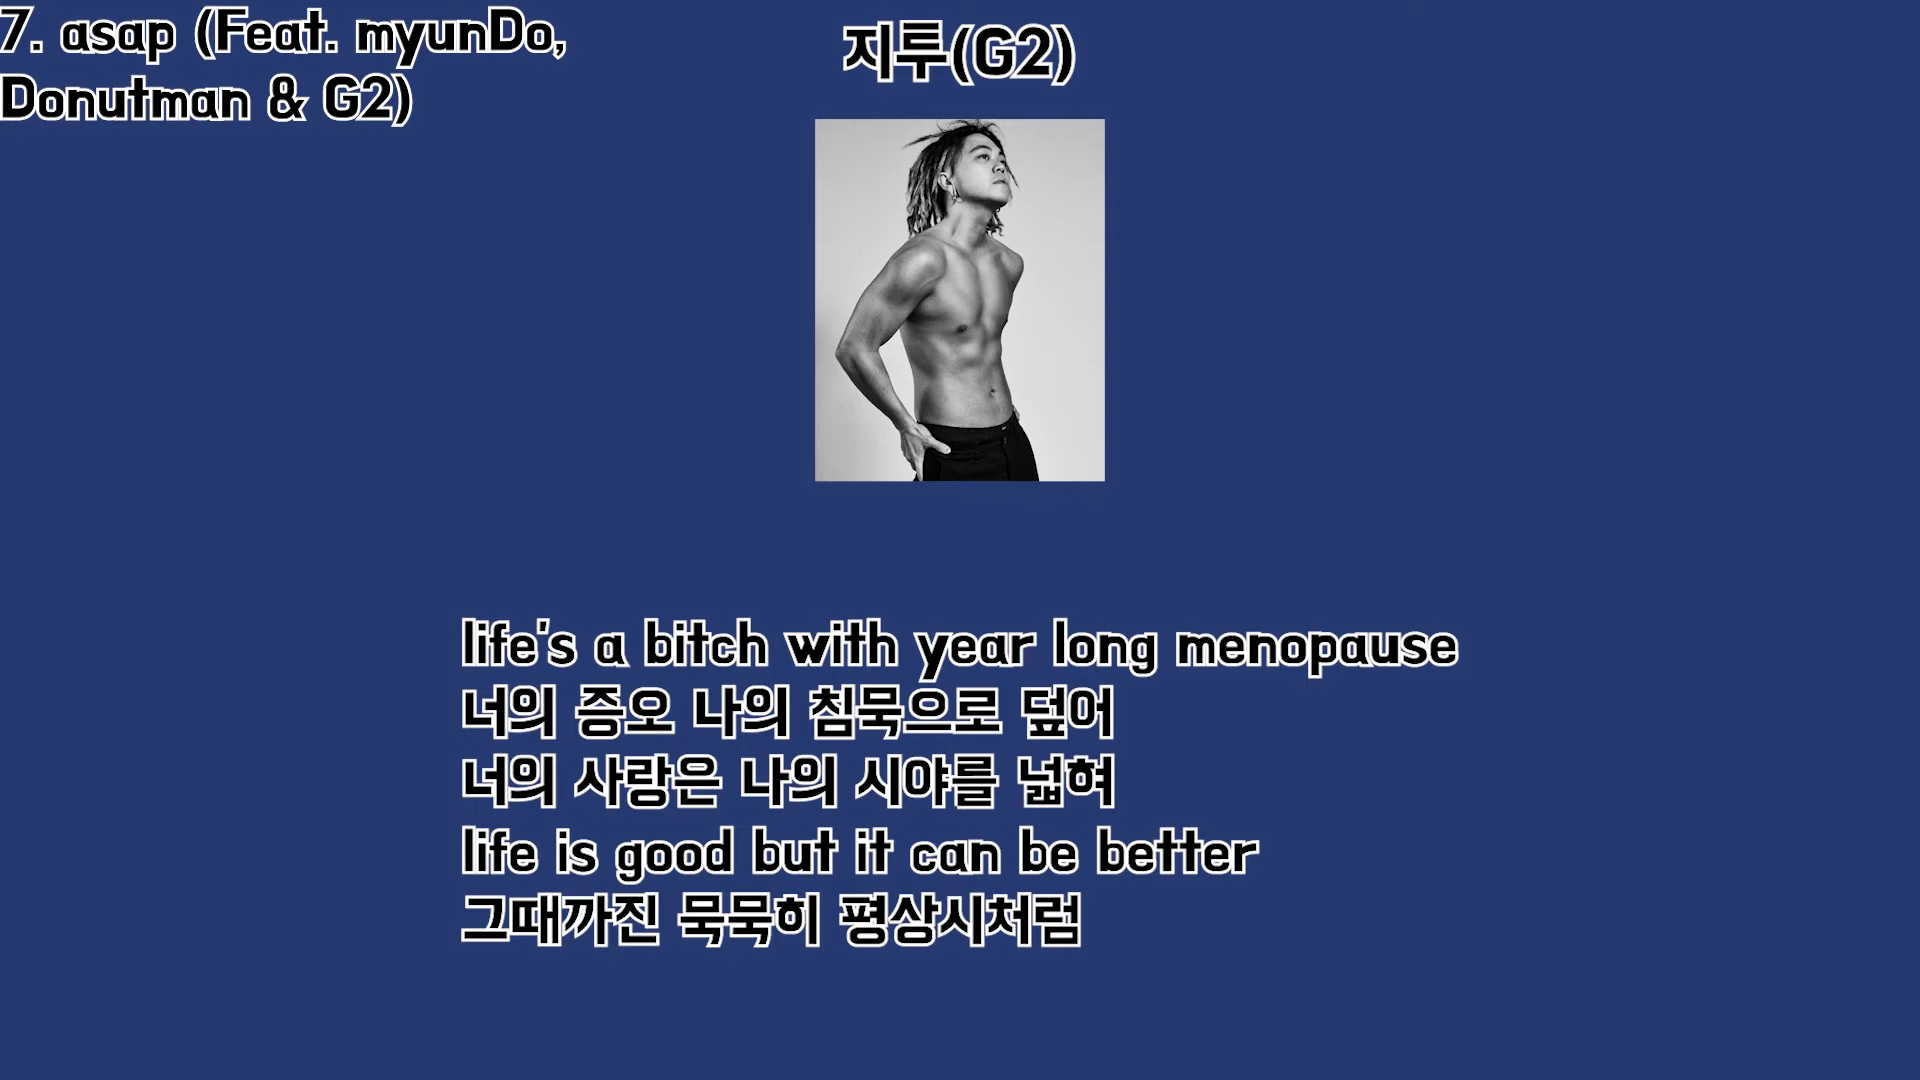 7. asap (Feat. myunDo,
Donutman & G2)
지투(G2)
life's a bitch with year long menopause
너의 증오 나의 침묵으로 덮어
너의 사랑은 나의 시야를 넓혀
life is good but it can be better
그때까진 묵묵히 평상시처럼